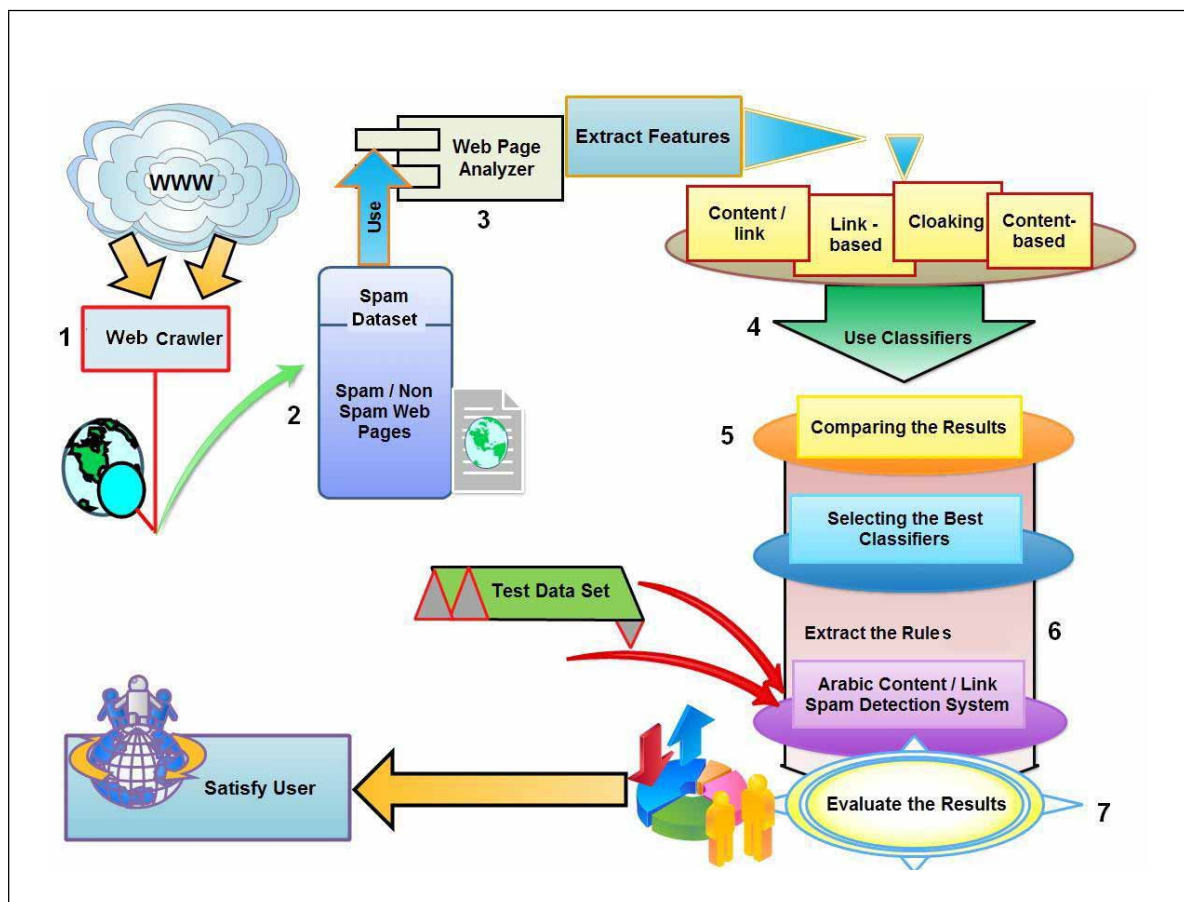 WWW
1
Web Crawler
2
Spam
Dataset
Spam / Non
Spam Web
Pages
Use
Web Page
Analyzer
3
Extract Features
Content /
link
Link -
based
Cloaking
Content-
based
4
Use Classifiers
5
Comparing the Results
Selecting the Best
Classifiers
Test Data Set
Extract the Rules
6
Arabic Content / Link
Spam Detection System
Evaluate the Results
7
Satisfy User